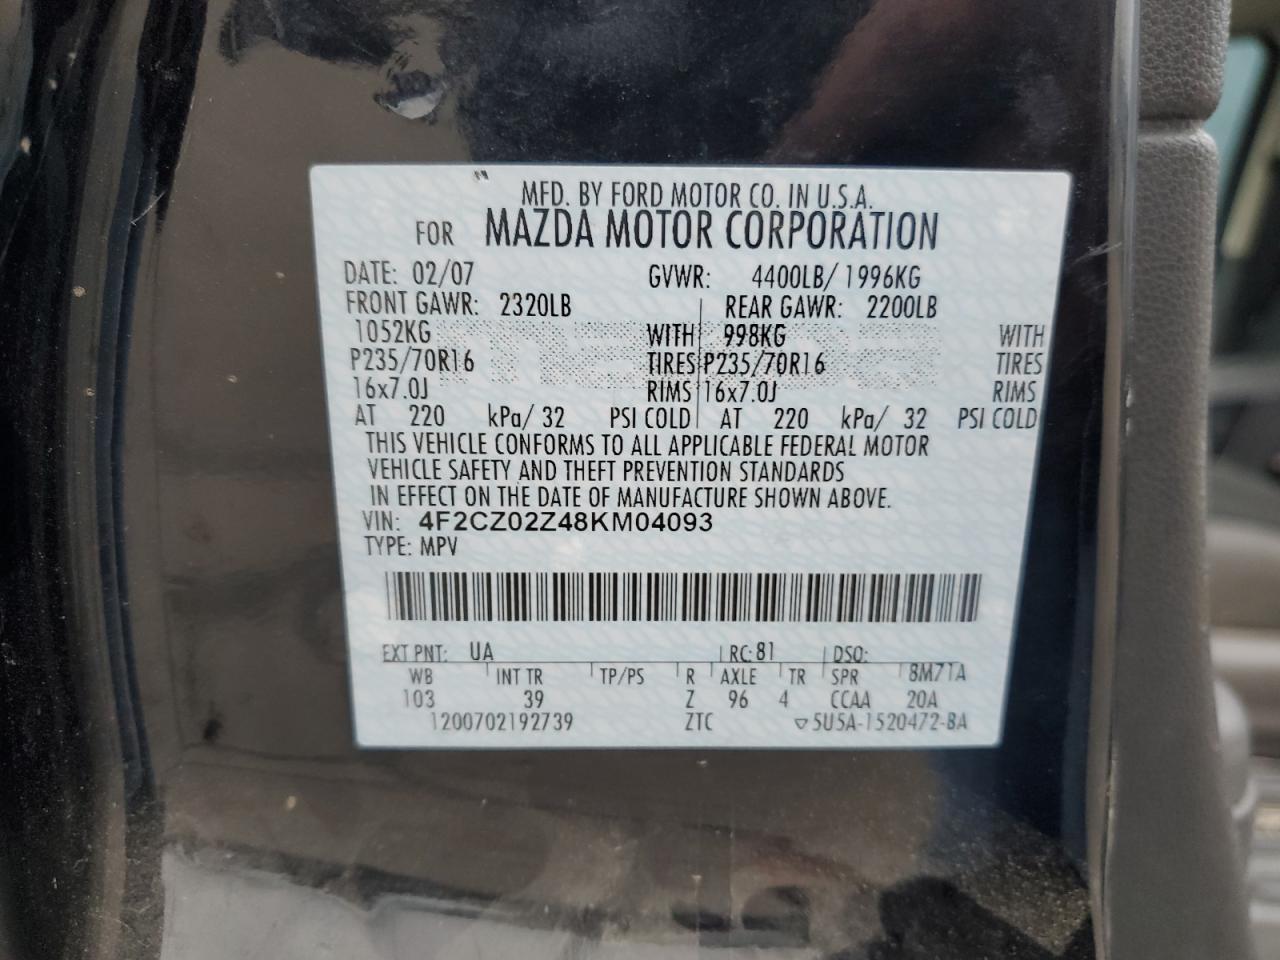 MFD. BY FORD MOTOR CO. IN U.S.A.
FOR MAZDA MOTOR CORPORATION
DATE: 02/07 GVWR: 4400LB/ 1996KG
FRONT GAWR: 2320LB REAR GAWR: 2200LB
1052KG WITH 998KG WITH
P235/70R16 TIRES P235/70R16 TIRES
16x7.0J RIMS 16x7.0J RIMS
AT 220 kPa/ 32 PSI COLD AT 220 kPa/ 32 PSI COLD
THIS VEHICLE CONFORMS TO ALL APPLICABLE FEDERAL MOTOR
VEHICLE SAFETY AND THEFT PREVENTION STANDARDS
IN EFFECT ON THE DATE OF MANUFACTURE SHOWN ABOVE.
VIN: 4F2CZ02Z48KM04093
TYPE: MPV
EXT PNT: UA RC: 81 DSO:
WB INT TR TP/PS R AXLE TR SPR 8M71A
103 39 Z 96 4 CCAA 20A
1200702192739 ZTC ▽5U5A-1520472-BA